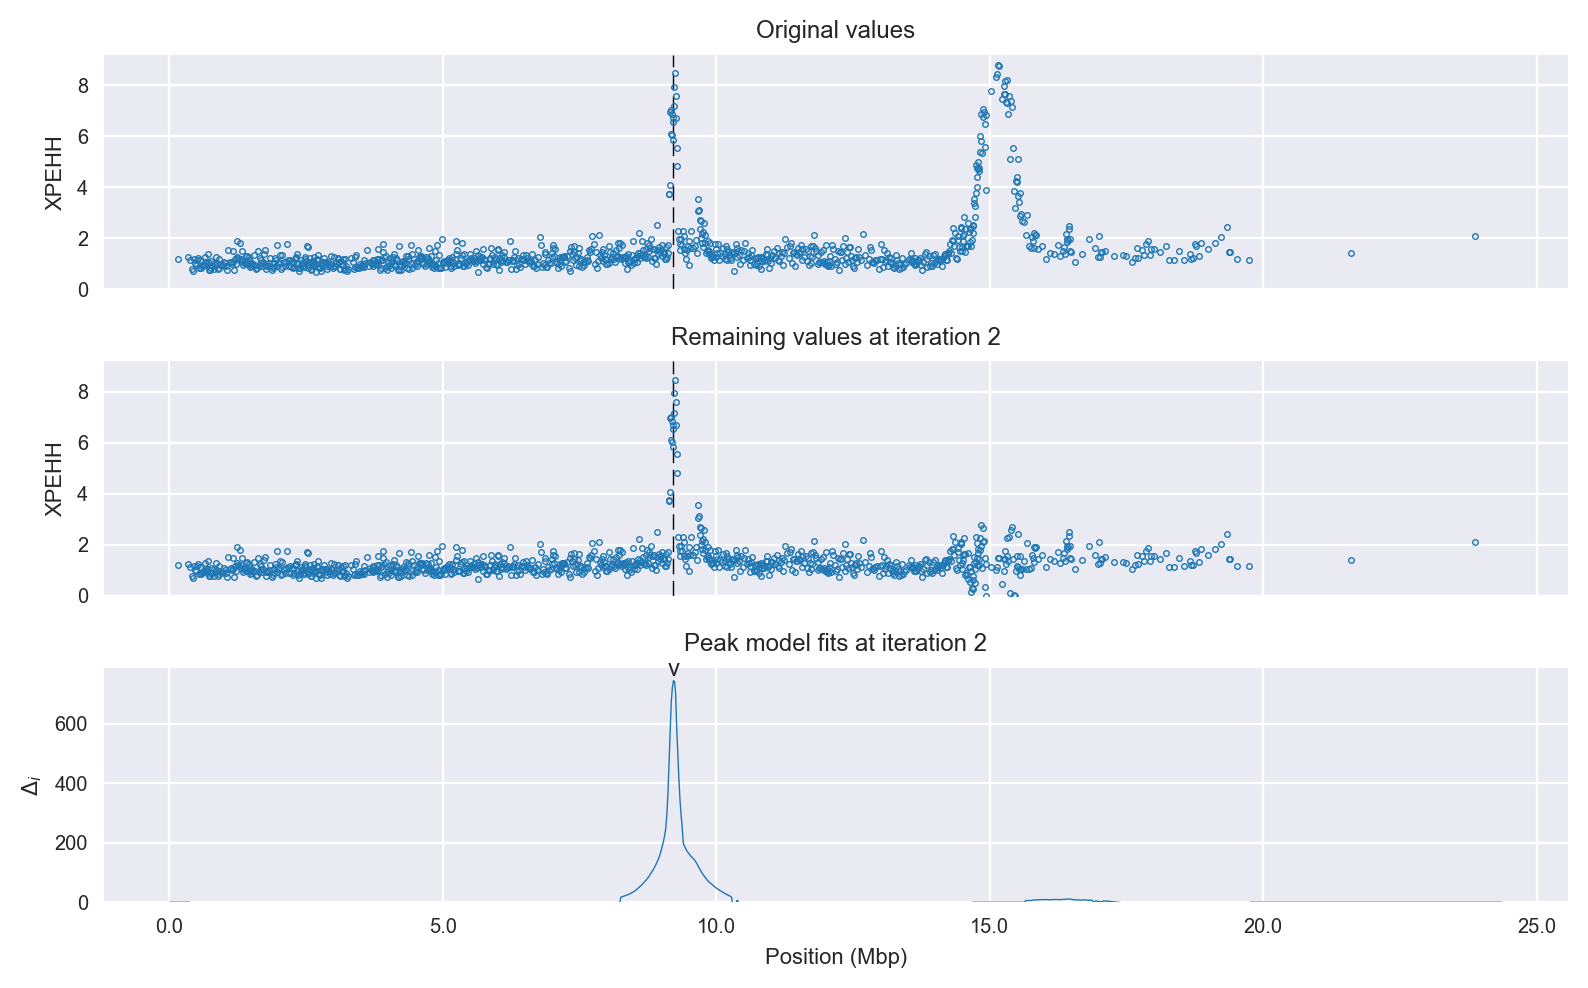 Original values
8
6
4
2
0
XPEHH
Remaining values at iteration 2
8
6
4
2
0
XPEHH
Peak model fits at iteration 2
600
400
200
0
Δi
0.0 5.0 10.0 15.0 20.0 25.0
Position (Mbp)